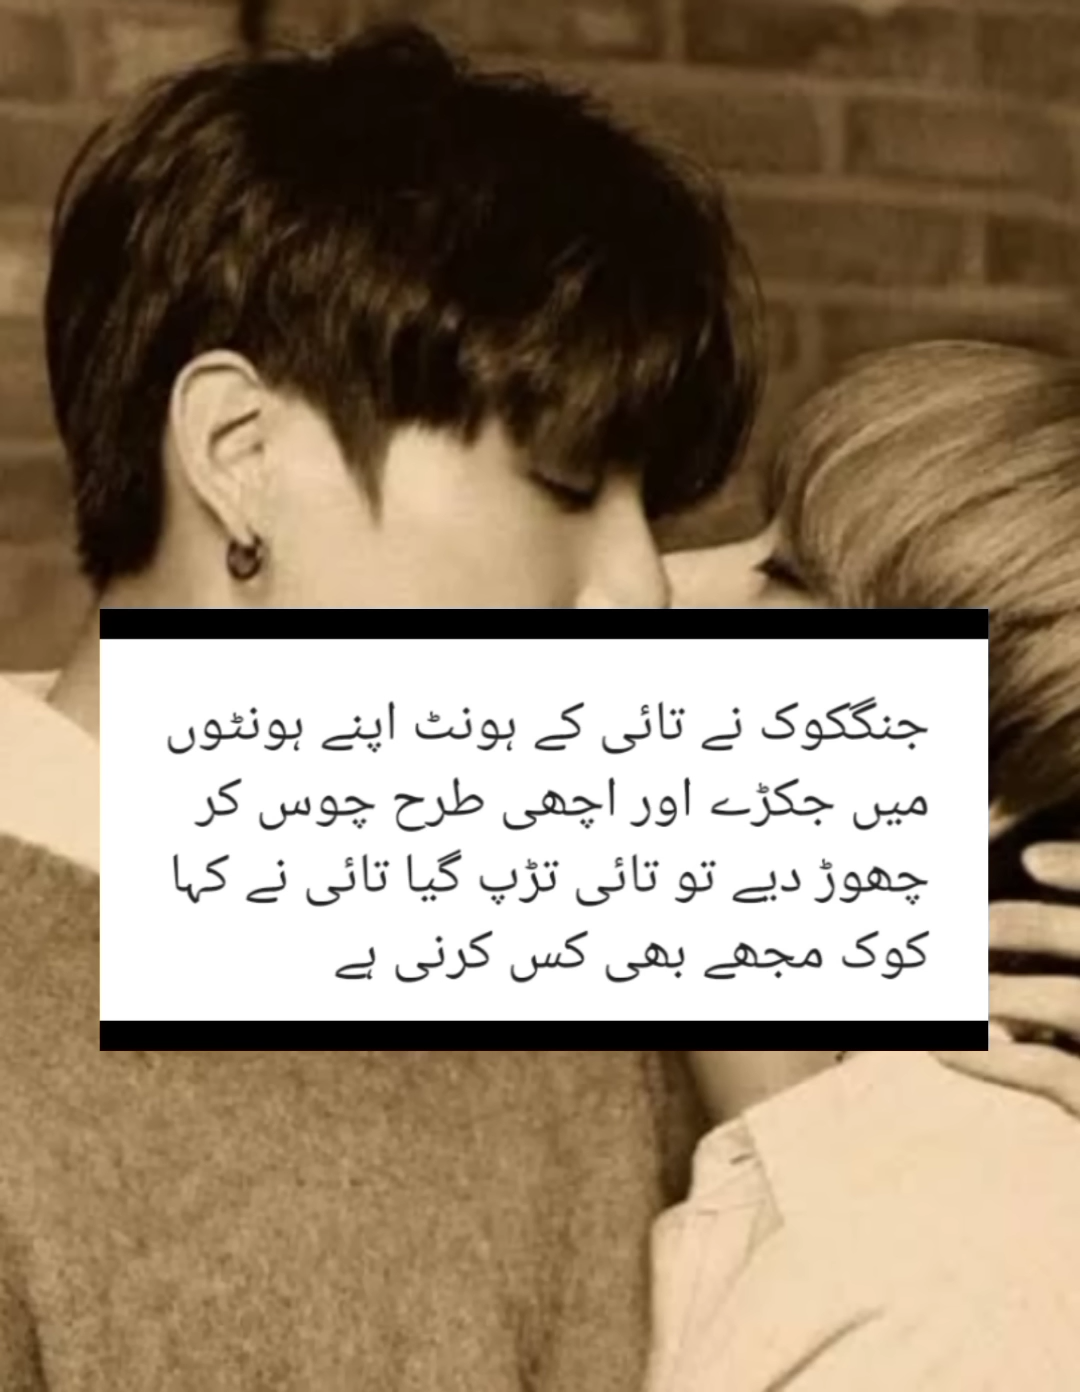 جنگکوک نے تائی کے ہونٹ اپنے ہونٹوں
میں جکڑے اور اچھی طرح چوس کر
چھوڑ دیے تو تائی تڑپ گیا تائی نے کہا
کوک مجھے بھی کس کرنی ہے